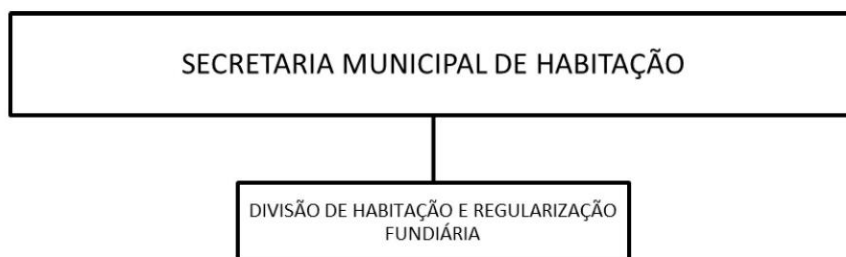 SECRETARIA MUNICIPAL DE HABITAÇÃO
DIVISÃO DE HABITAÇÃO E REGULARIZAÇÃO
FUNDIÁRIA